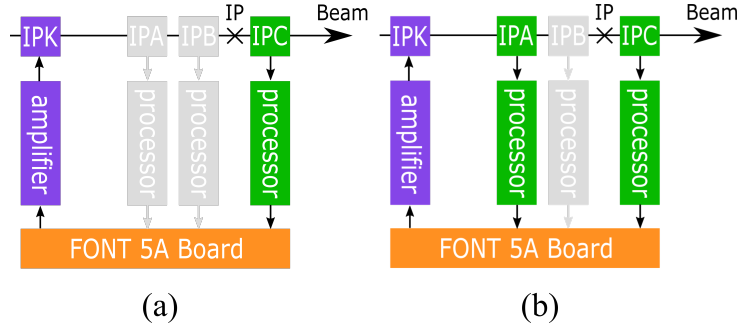 IP Beam IP Beam
IPK IPA IPB IPC IPK IPA IPB IPC
amplifier processor processor processor amplifier processor processor processor
FONT 5A Board FONT 5A Board
(a) (b)